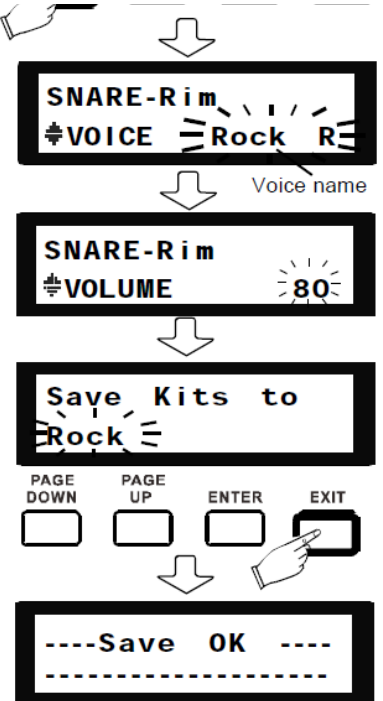 SNARE-Rim
VOICE Rock R
Voice name
SNARE-Rim
VOLUME 80
Save Kits to
Rock
PAGE DOWN PAGE UP ENTER EXIT
----Save OK ----
--------------------